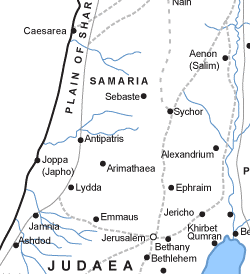 Nain
Caesarea
PLAIN OF SHAR
Aenon
(Salim)
SAMARIA
Sebaste
Sychor
Antipatris
Alexandrium
Joppa
(Japho)
Arimathaea
Lydda
Ephraim
Jamnia
Emmaus
Jericho
Ashdod
Jerusalem
Khirbet
Qumran
Be
Bethany
Bethlehem
JUDAEA